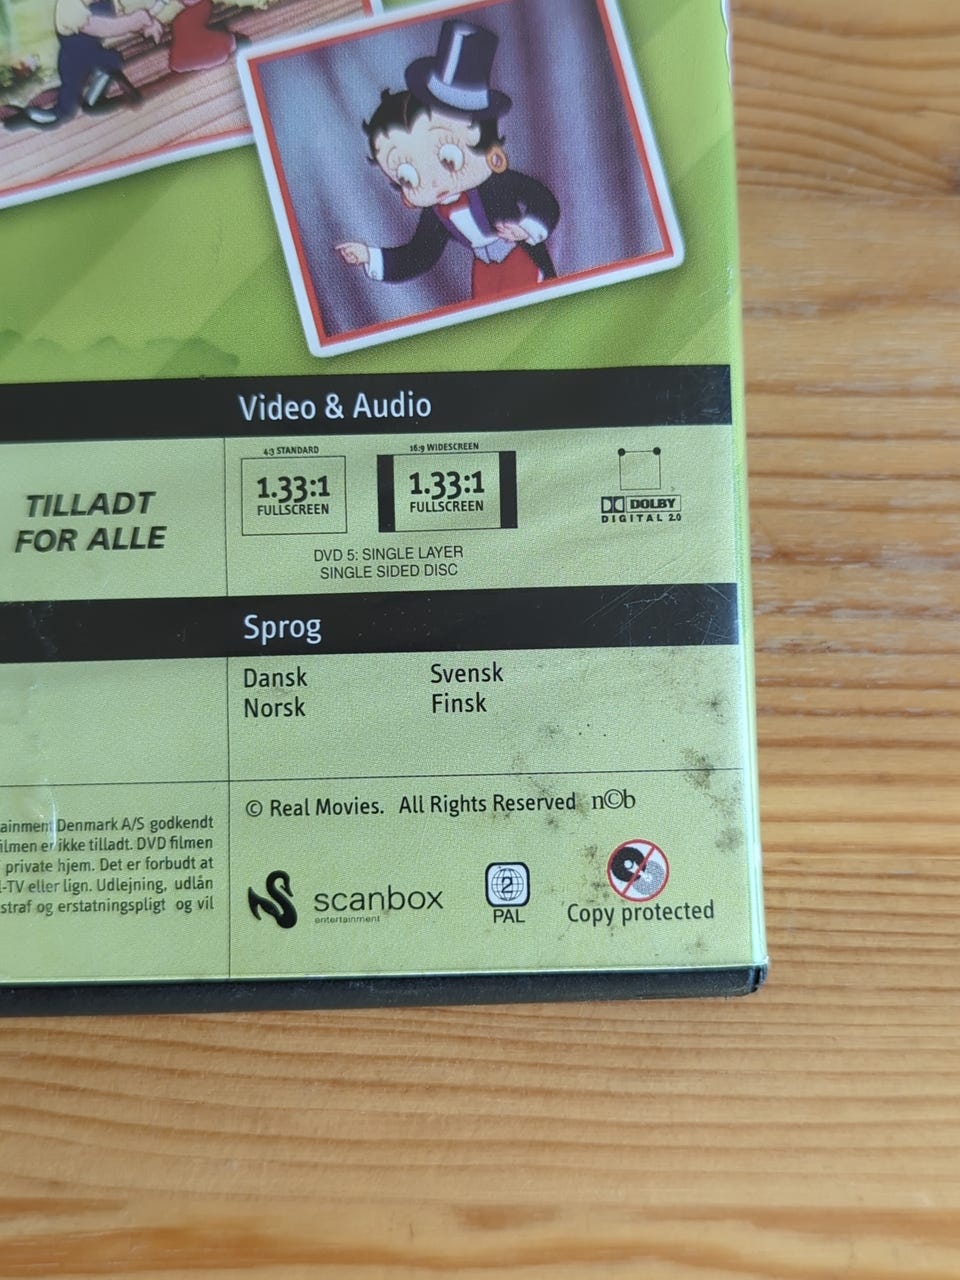 Video & Audio
TILLADT
FOR ALLE
4:3 STANDARD
1.33:1
FULLSCREEN
16:9 WIDESCREEN
1.33:1
FULLSCREEN
DVD 5: SINGLE LAYER
SINGLE SIDED DISC
DOLBY
DIGITAL 2.0
Sprog
Dansk
Norsk
Svensk
Finsk
ainment Denmark A/S godkendt
ilmen er ikke tilladt. DVD filmen
private hjem. Det er forbudt at
-TV eller lign. Udlejning, udlån
straf og erstatningspligt og vil
© Real Movies. All Rights Reserved n©b
scanbox
entertainment
2
PAL
Copy protected